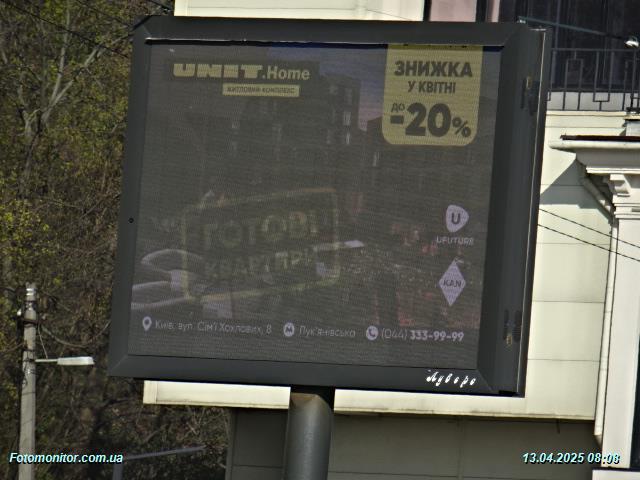 UNIT.Home
ЖИТЛОВИЙ КОМПЛЕКС
ЗНИЖКА
У КВІТНІ
ДО
-20%
ГОТОВІ
КВАРТИРИ
U
UFUTURE
KAN
Київ, вул. Сім'ї Хохлових, 8
М Лук'янівська
(044) 333-99-99
Лувере
Fotomonitor.com.ua
13.04.2025 08:08